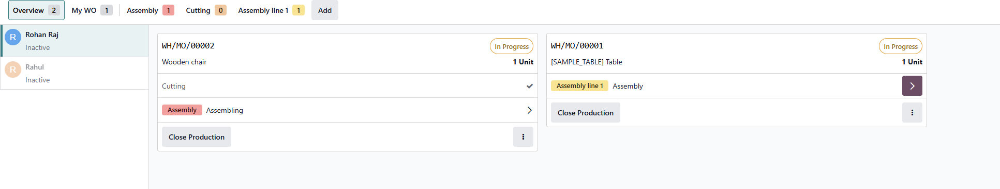 Overview 2 My WO 1 Assembly 1 Cutting 0 Assembly line 1 1 Add
R Rohan Raj
Inactive
R Rahul
Inactive
WH/MO/00002 In Progress
Wooden chair 1 Unit
Cutting
Assembly Assembling
Close Production
WH/MO/00001 In Progress
[SAMPLE_TABLE] Table 1 Unit
Assembly line 1 Assembly
Close Production